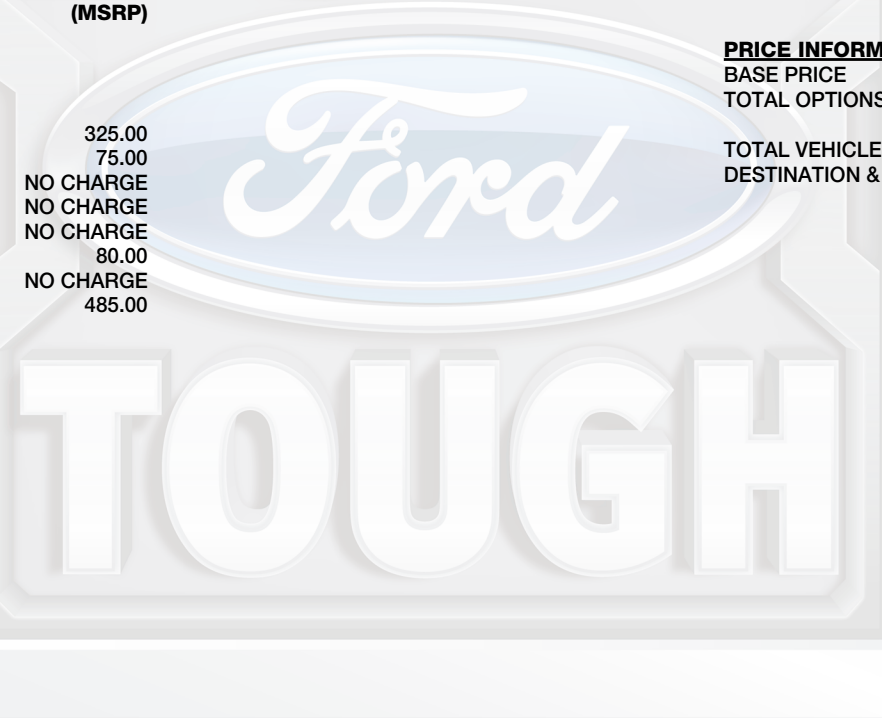 (MSRP)
325.00
75.00
NO CHARGE
NO CHARGE
NO CHARGE
80.00
NO CHARGE
485.00
PRICE INFORM
BASE PRICE
TOTAL OPTIONS
TOTAL VEHICLE
DESTINATION &
Ford
TOUGH